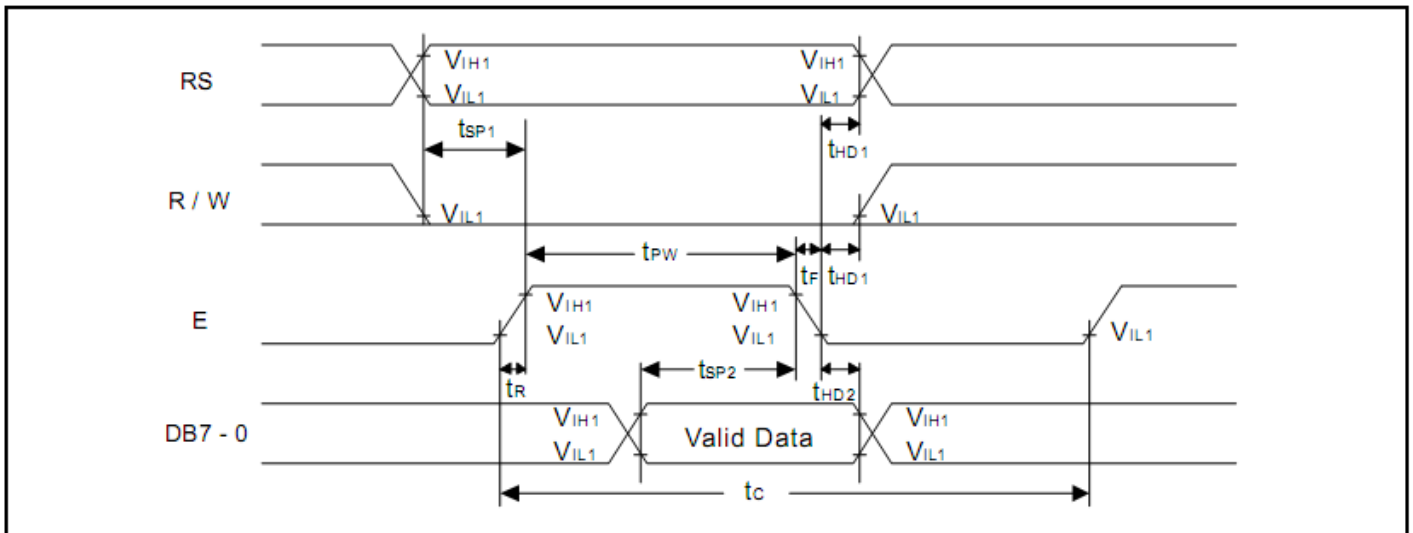 RS
VIH1 VIH1
VIL1 VIL1
tSP1 tHD1
R / W
VIL1 VIL1
tPW tF tHD1
E
VIH1 VIH1
VIL1 VIL1 VIL1
tR tSP2 tHD2
DB7 - 0
VIH1 Valid Data VIH1
VIL1 VIL1
tC